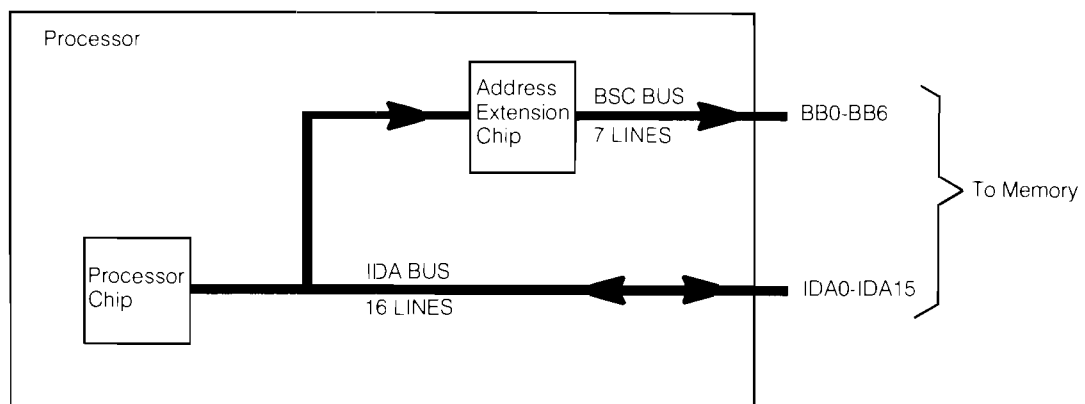 Processor
Address
Extension
Chip
BSC BUS
7 LINES
BB0-BB6
To Memory
Processor
Chip
IDA BUS
16 LINES
IDA0-IDA15